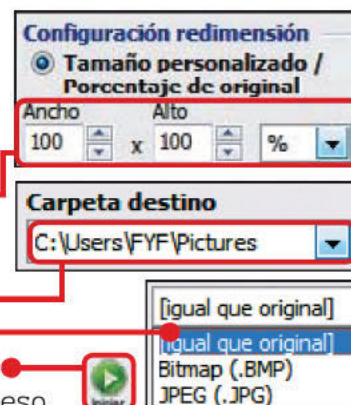 Configuración redimensión
Tamaño personalizado /
Porcentaje de original
Ancho Alto
100 x 100 %
Carpeta destino
C:\Users\FYF\Pictures
[igual que original]
[igual que original]
Bitmap (.BMP)
JPEG (.JPG)
Iniciar
eso